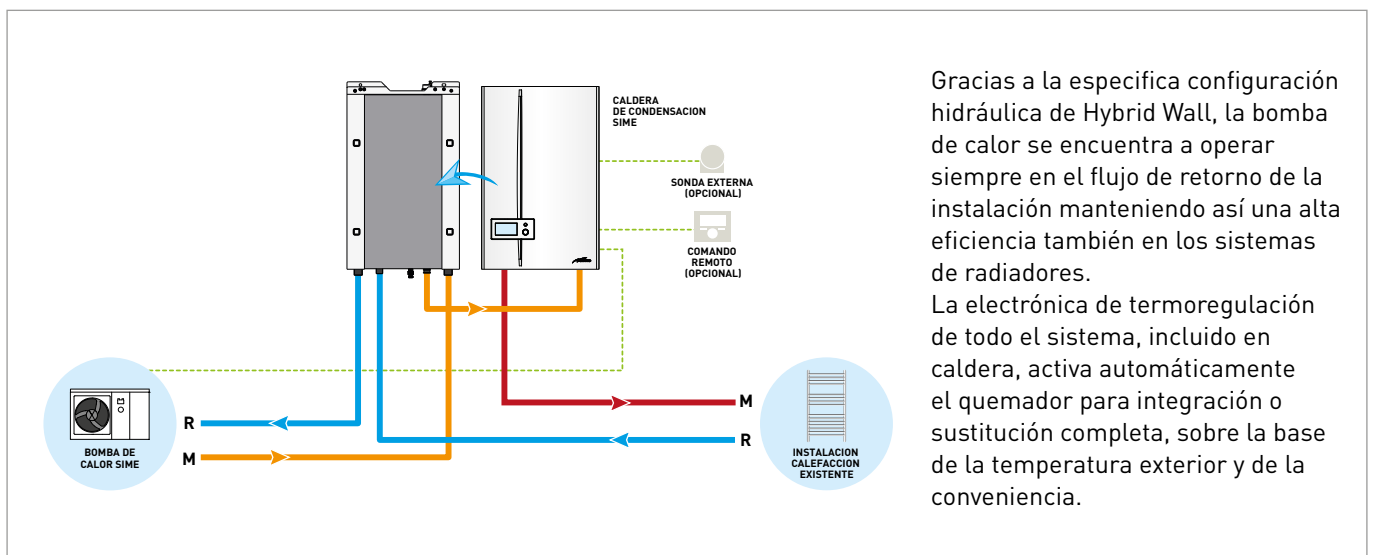 CALDERA
DE CONDENSACION
SIME
SONDA EXTERNA
(OPCIONAL)
COMANDO
REMOTO
(OPCIONAL)
R
M
BOMBA DE
CALOR SIME
M
R
INSTALACION
CALEFACCION
EXISTENTE
Gracias a la especifica configuración
hidráulica de Hybrid Wall, la bomba
de calor se encuentra a operar
siempre en el flujo de retorno de la
instalación manteniendo así una alta
eficiencia también en los sistemas
de radiadores.
La electrónica de termoregulación
de todo el sistema, incluido en
caldera, activa automáticamente
el quemador para integración o
sustitución completa, sobre la base
de la temperatura exterior y de la
conveniencia.